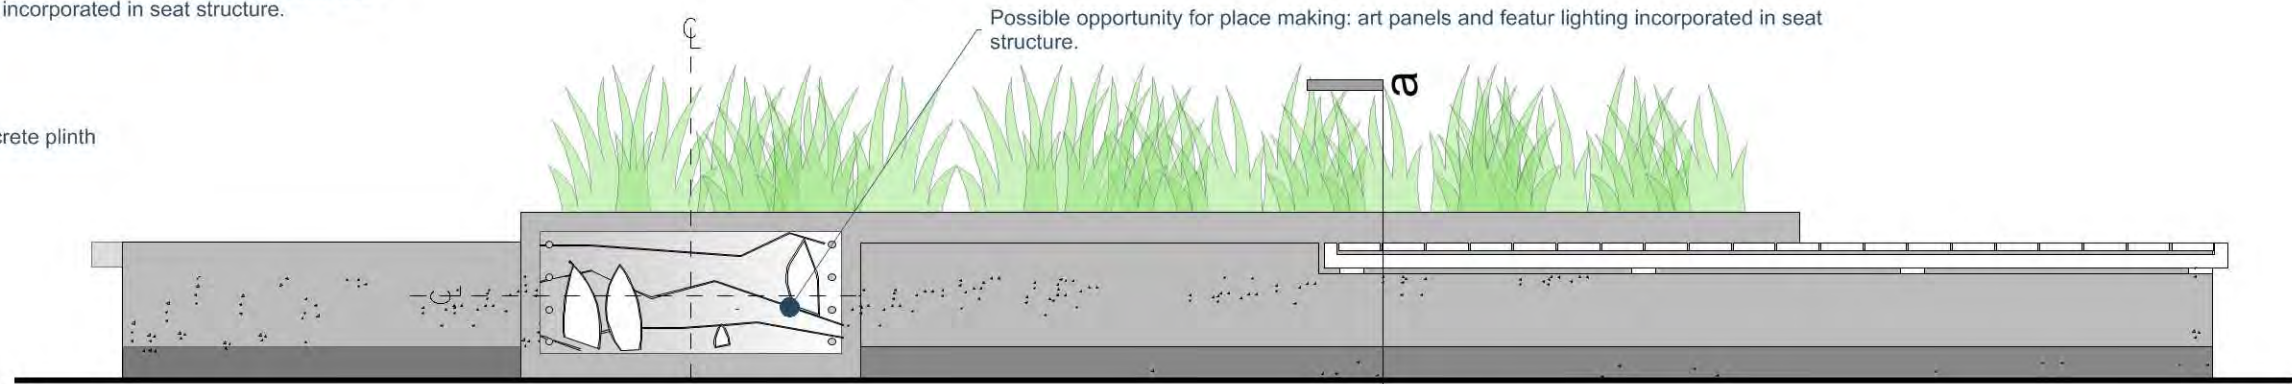 incorporated in seat structure.
Possible opportunity for place making: art panels and featur lighting incorporated in seat
structure.
crete plinth
a